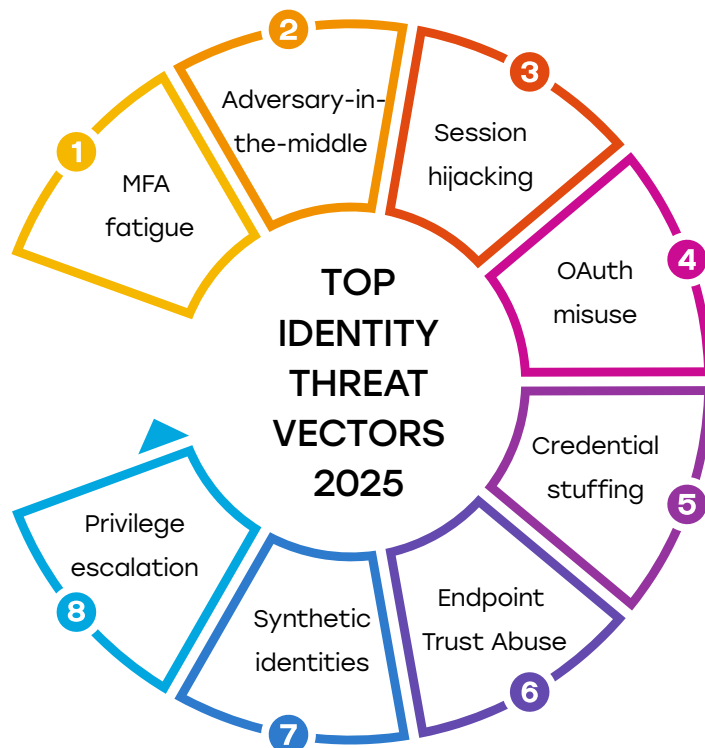 TOP
IDENTITY
THREAT
VECTORS
2025
1
MFA
fatigue
2
Adversary-in-
the-middle
3
Session
hijacking
4
OAuth
misuse
5
Credential
stuffing
6
Endpoint
Trust Abuse
7
Synthetic
identities
8
Privilege
escalation